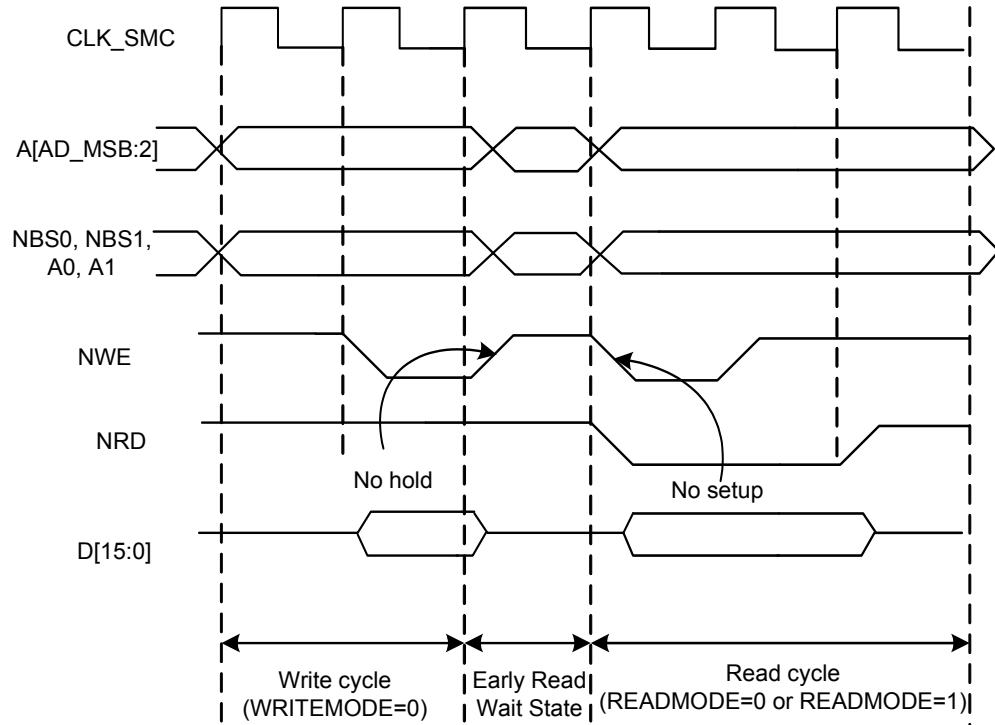 CLK_SMC
A[AD_MSB:2]
NBS0, NBS1,
A0, A1
NWE
NRD
No hold
No setup
D[15:0]
Write cycle
(WRITEMODE=0)
Early Read
Wait State
Read cycle
(READMODE=0 or READMODE=1)